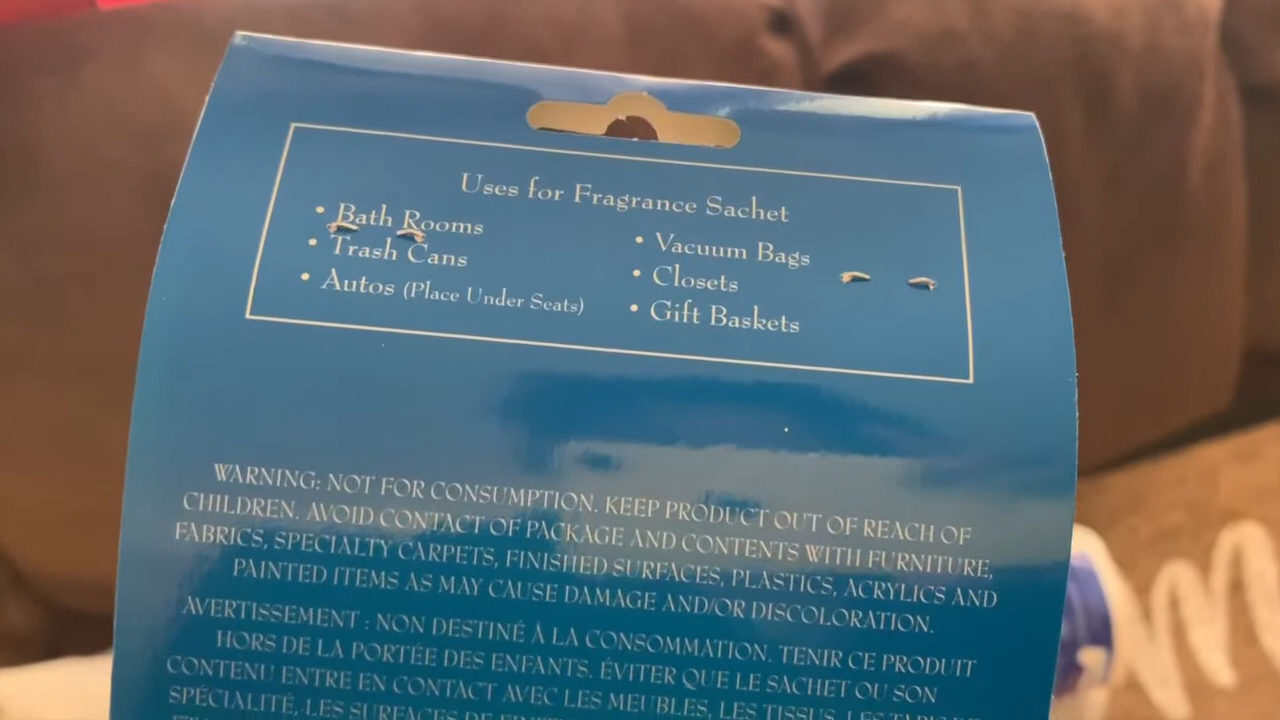 Uses for Fragrance Sachet
• Bath Rooms
• Trash Cans
• Autos (Place Under Seats)
• Vacuum Bags
• Closets
• Gift Baskets
WARNING: NOT FOR CONSUMPTION. KEEP PRODUCT OUT OF REACH OF
CHILDREN. AVOID CONTACT OF PACKAGE AND CONTENTS WITH FURNITURE,
FABRICS, SPECIALTY CARPETS, FINISHED SURFACES, PLASTICS, ACRYLICS AND
PAINTED ITEMS AS MAY CAUSE DAMAGE AND/OR DISCOLORATION.
AVERTISSEMENT : NON DESTINÉ À LA CONSOMMATION. TENIR CE PRODUIT
HORS DE LA PORTÉE DES ENFANTS. ÉVITER QUE LE SACHET OU SON
CONTENU ENTRE EN CONTACT AVEC LES MEUBLES, LES TISSUS, LES TAPIS DE
SPÉCIALITÉ, LES SURFACES DE